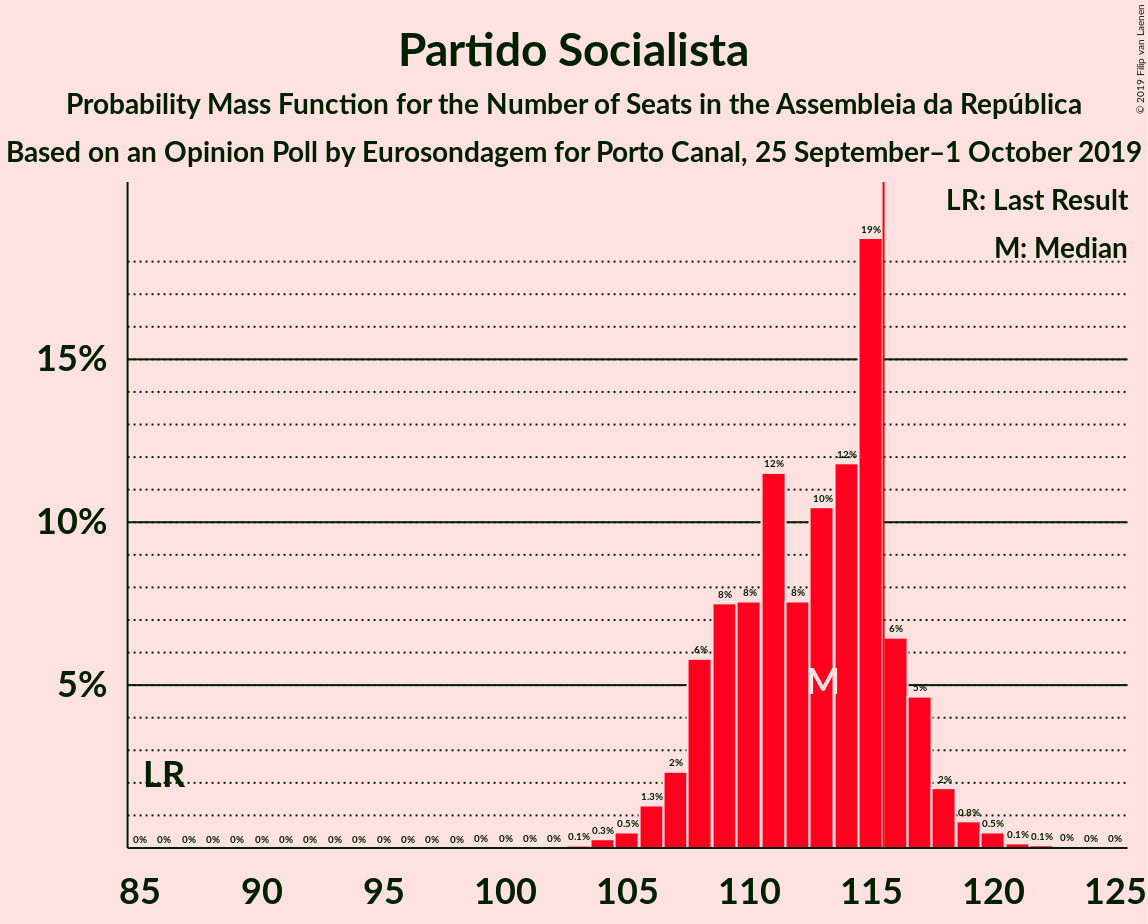 Partido Socialista
Probability Mass Function for the Number of Seats in the Assembleia da República
Based on an Opinion Poll by Eurosondagem for Porto Canal, 25 September–1 October 2019
© 2019 Filip van Laenen
LR: Last Result
M: Median
15%
10%
5%
19%
12%
12%
10%
8%
8%
8%
6%
6%
5%
M
LR
2%
2%
1.3%
0% 0% 0% 0% 0% 0% 0% 0% 0% 0% 0% 0% 0% 0% 0% 0% 0% 0% 0.1% 0.3% 0.5% 0.8% 0.5% 0.1% 0.1% 0% 0% 0%
85 90 95 100 105 110 115 120 125